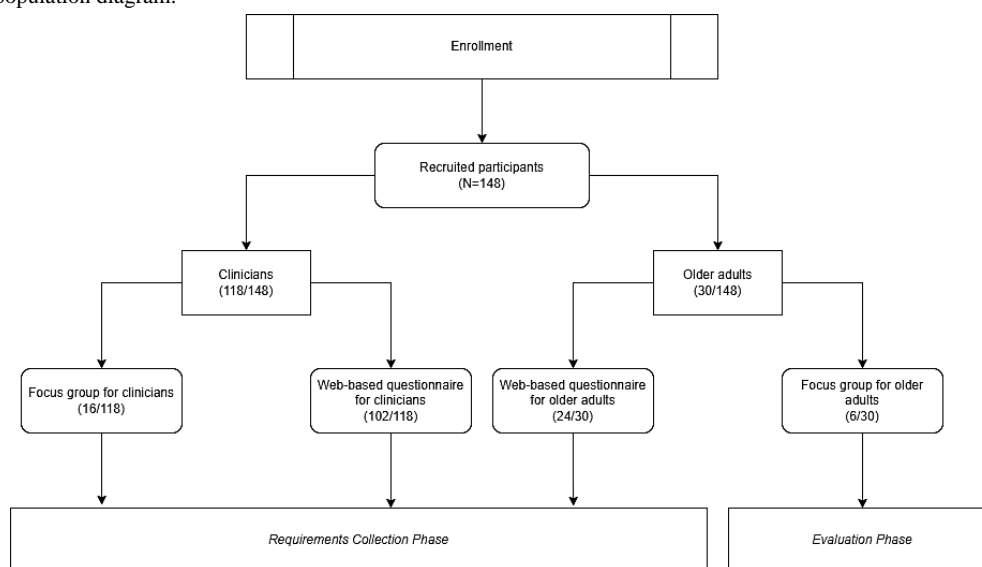 population diagram.
Enrollment
Recruited participants
(N=148)
Clinicians
(118/148)
Older adults
(30/148)
Focus group for clinicians
(16/118)
Web-based questionnaire
for clinicians
(102/118)
Web-based questionnaire
for older adults
(24/30)
Focus group for older
adults
(6/30)
Requirements Collection Phase
Evaluation Phase